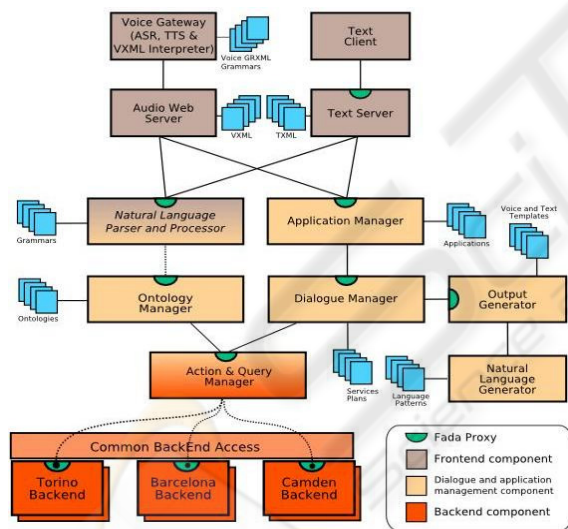 Voice Gateway
(ASR, TTS &
VXML Interpreter)
Voice GRXML
Grammars
Text
Client
Audio Web
Server
VXML
TXML
Text Server
Grammars
Natural Language
Parser and Processor
Application Manager
Applications
Voice and Text
Templates
Ontologies
Ontology
Manager
Dialogue Manager
Output
Generator
Action & Query
Manager
Services
Plans
Language
Patterns
Natural
Language
Generator
Common BackEnd Access
Torino
Backend
Barcelona
Backend
Camden
Backend
Fada Proxy
Frontend component
Dialogue and application
management component
Backend component